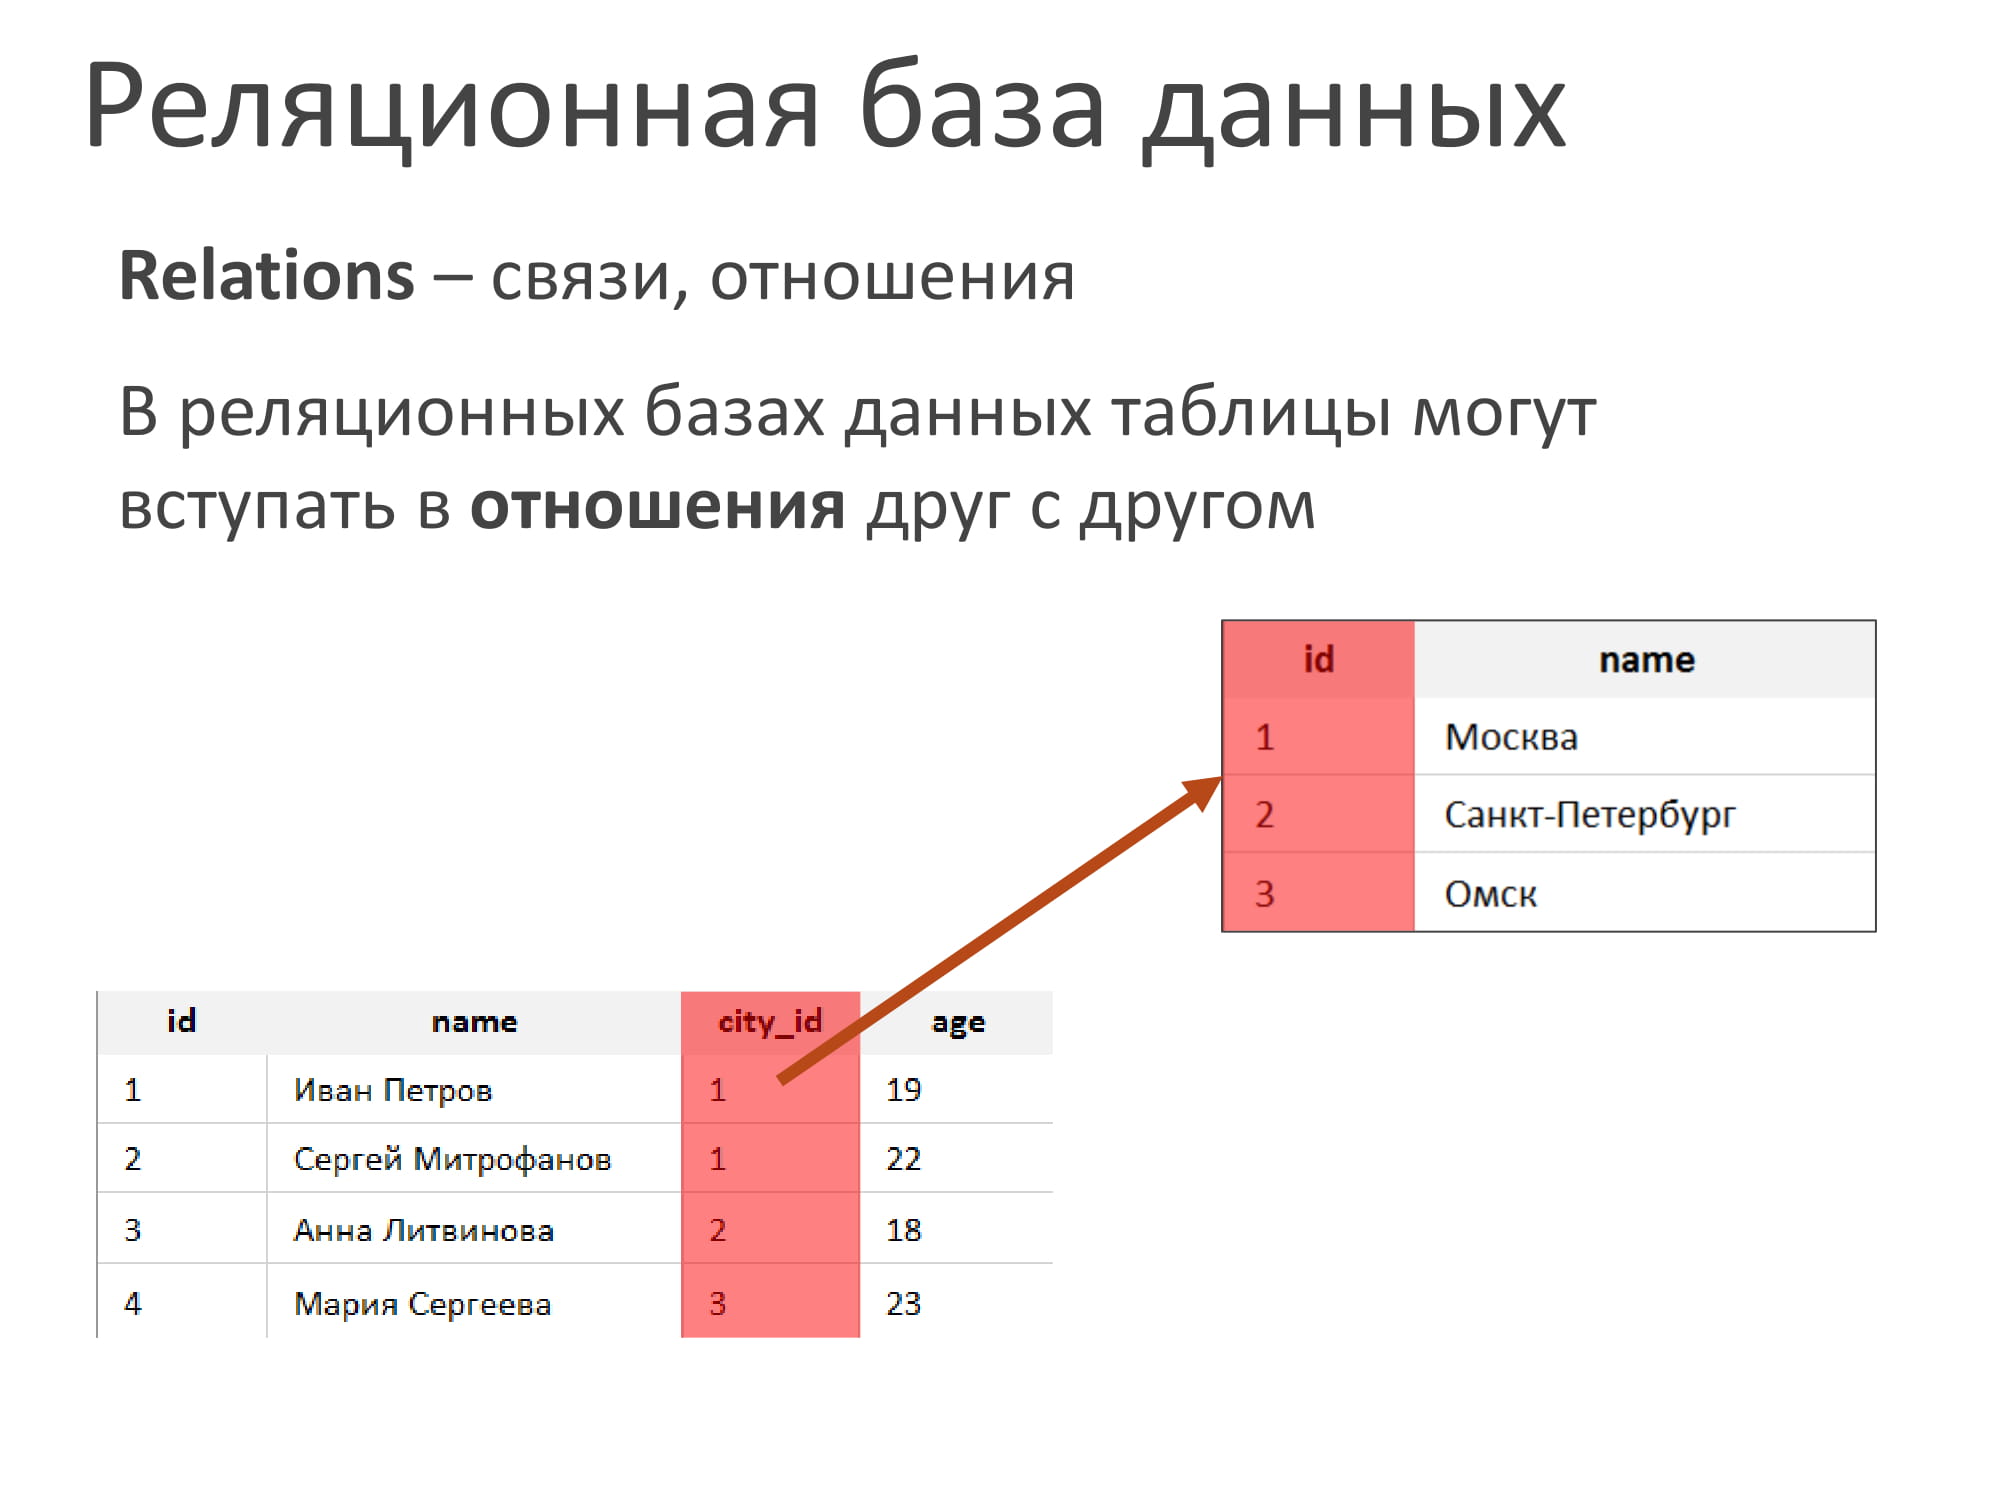 Реляционная база данных
Relations – связи, отношения
В реляционных базах данных таблицы могут
вступать в отношения друг с другом
id name
1 Москва
2 Санкт-Петербург
3 Омск
id name city_id age
1 Иван Петров 1 19
2 Сергей Митрофанов 1 22
3 Анна Литвинова 2 18
4 Мария Сергеева 3 23